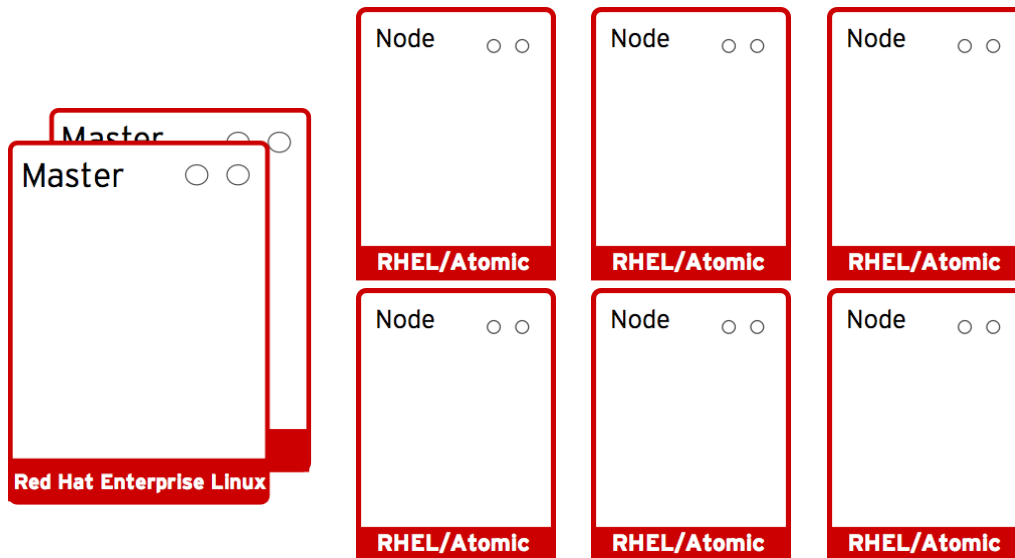 Master
Master
Red Hat Enterprise Linux
Node
RHEL/Atomic
Node
RHEL/Atomic
Node
RHEL/Atomic
Node
RHEL/Atomic
Node
RHEL/Atomic
Node
RHEL/Atomic